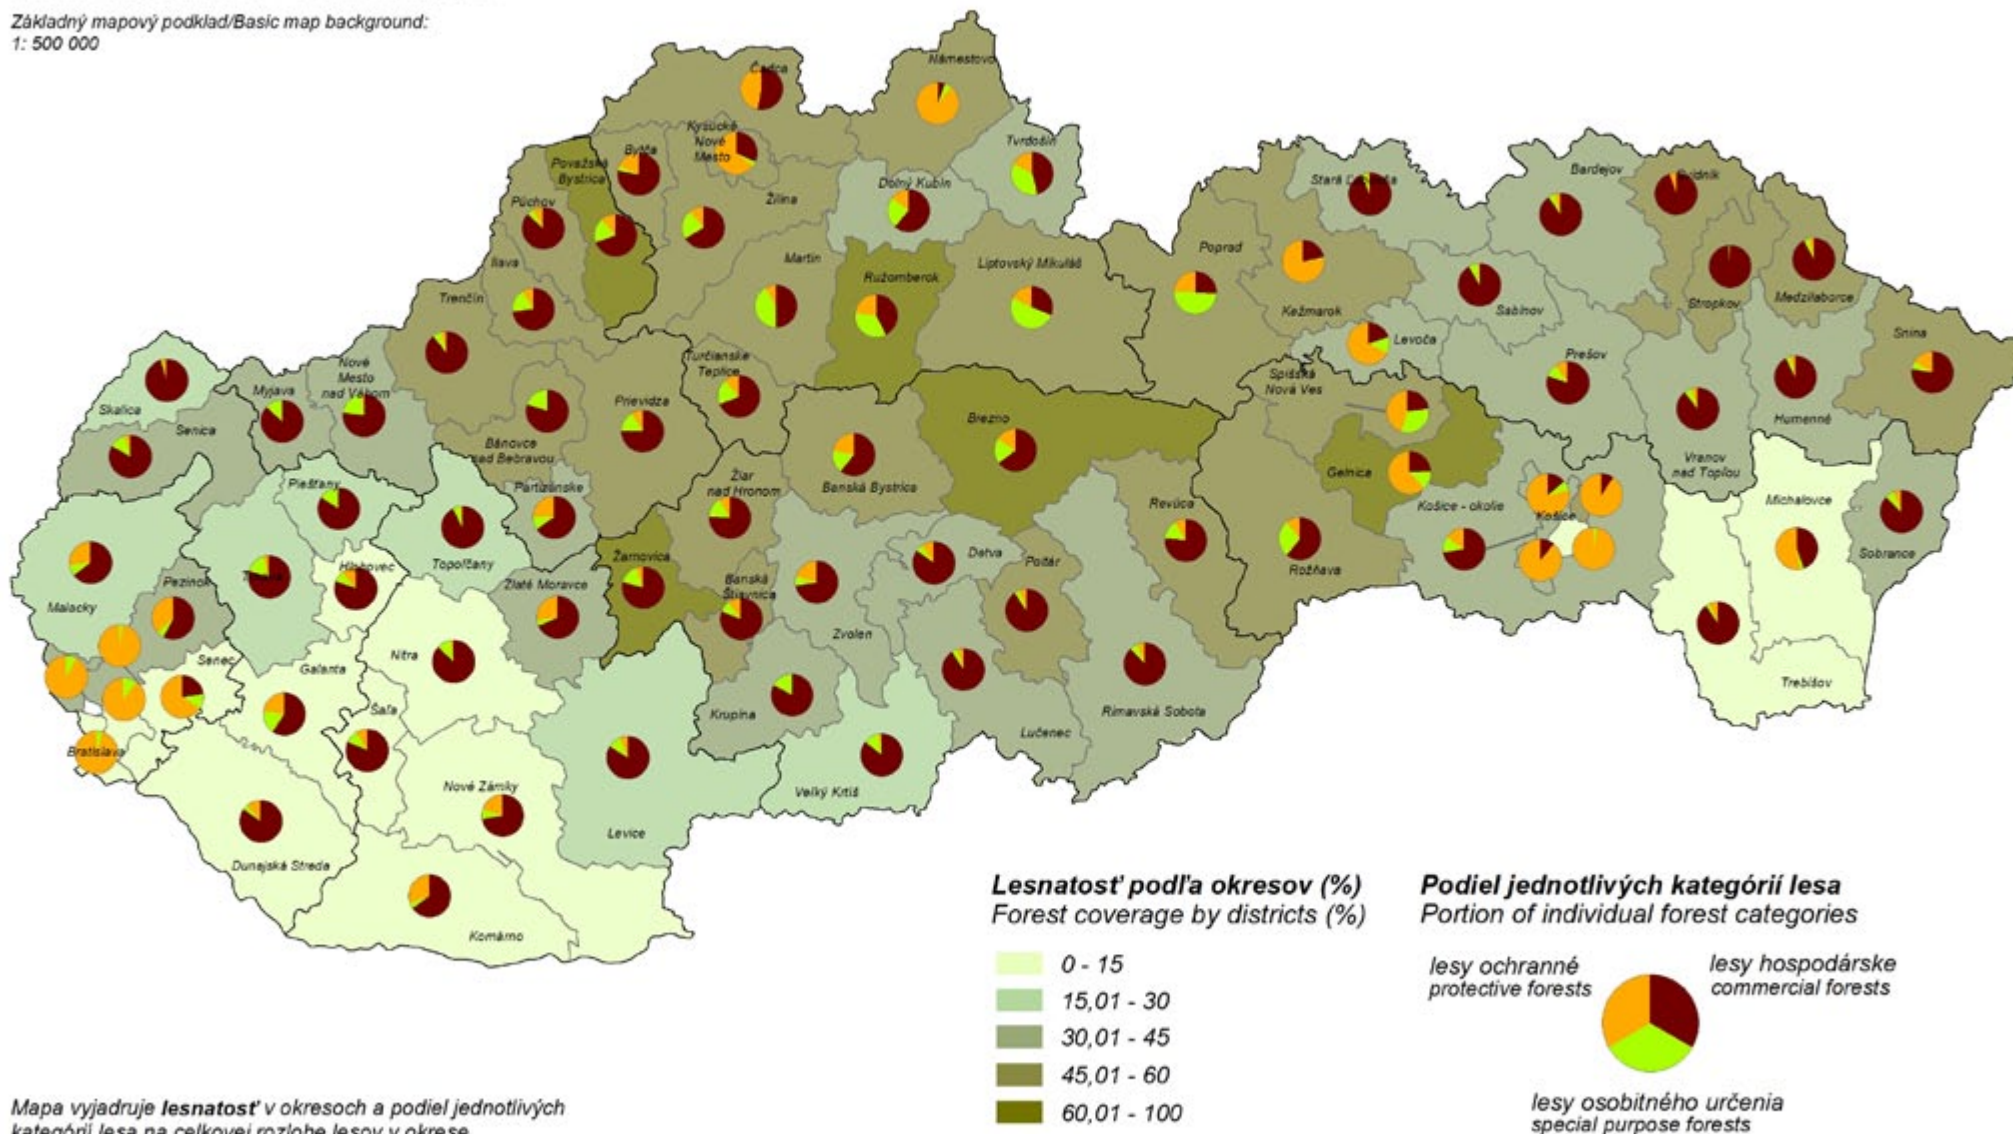 Základný mapový podklad/Basic map background:
1: 500 000
Čadca
Námestovo
Kysucké
Nové
Mesto
Bytča
Považská
Bystrica
Tvrdošín
Dolný Kubín
Žilina
Púchov
Ilava
Martin
Ružomberok
Liptovský Mikuláš
Trenčín
Turčianske
Teplice
Poprad
Kežmarok
Stará Ľubovňa
Bardejov
Svidník
Stropkov
Medzilaborce
Snina
Sabinov
Levoča
Prešov
Spišská
Nová Ves
Humenné
Vranov
nad Topľou
Nové
Mesto
nad Váhom
Myjava
Skalica
Senica
Prievidza
Bánovce
nad Bebravou
Brezno
Gelnica
Banská Bystrica
Žiar
nad Hronom
Partizánske
Piešťany
Topoľčany
Revúca
Rožňava
Košice - okolie
Košice
Michalovce
Sobrance
Trebišov
Malacky
Pezinok
Hlohovec
Zlaté Moravce
Žarnovica
Banská
Štiavnica
Detva
Poltár
Zvolen
Senec
Galanta
Nitra
Šaľa
Krupina
Lučenec
Rimavská Sobota
Bratislava
Nové Zámky
Veľký Krtíš
Levice
Dunajská Streda
Komárno
Lesnatosť podľa okresov (%)
Forest coverage by districts (%)
0 - 15
15,01 - 30
30,01 - 45
45,01 - 60
60,01 - 100
Podiel jednotlivých kategórií lesa
Portion of individual forest categories
lesy ochranné
protective forests
lesy hospodárske
commercial forests
lesy osobitného určenia
special purpose forests
Mapa vyjadruje lesnatosť v okresoch a podiel jednotlivých
kategórií lesa na celkovej rozlohe lesov v okrese